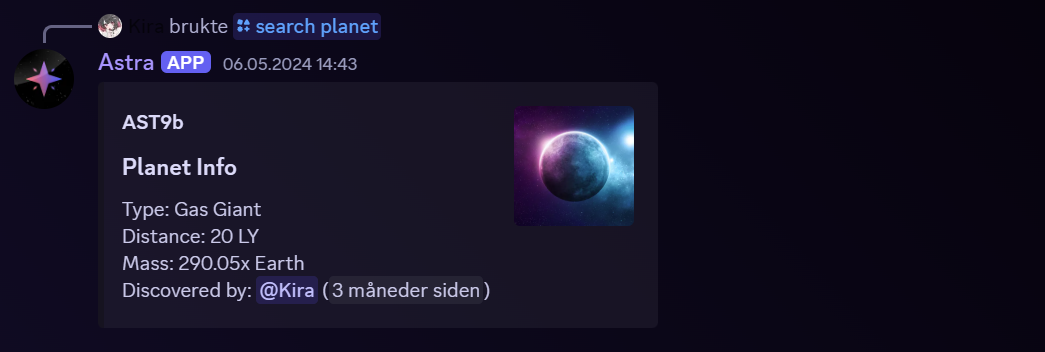 Kira brukte search planet
Astra APP 06.05.2024 14:43
AST9b
Planet Info
Type: Gas Giant
Distance: 20 LY
Mass: 290.05x Earth
Discovered by: @Kira (3 måneder siden)